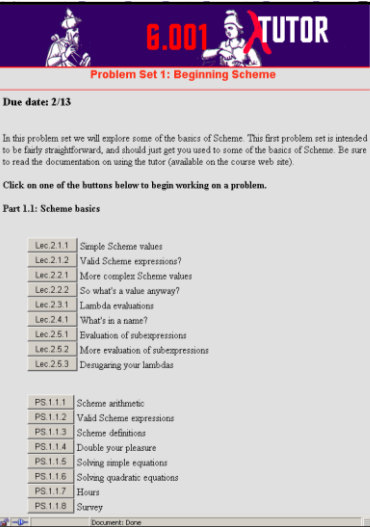 6.001 λTUTOR
Problem Set 1: Beginning Scheme
Due date: 2/13
In this problem set we will explore some of the basics of Scheme. This first problem set is intended
to be fairly straightforward, and should just get you used to some of the basics of Scheme. Be sure
to read the documentation on using the tutor (available on the course web site).
Click on one of the buttons below to begin working on a problem.
Part 1.1: Scheme basics
Lec.2.1.1 Simple Scheme values
Lec.2.1.2 Valid Scheme expressions?
Lec.2.2.1 More complex Scheme values
Lec.2.2.2 So what's a value anyway?
Lec.2.3.1 Lambda evaluations
Lec.2.4.1 What's in a name?
Lec.2.5.1 Evaluation of subexpressions
Lec.2.5.2 More evaluation of subexpressions
Lec.2.5.3 Desugaring your lambdas
PS.1.1.1 Scheme arithmetic
PS.1.1.2 Valid Scheme expressions
PS.1.1.3 Scheme definitions
PS.1.1.4 Double your pleasure
PS.1.1.5 Solving simple equations
PS.1.1.6 Solving quadratic equations
PS.1.1.7 Hours
PS.1.1.8 Survey
Document: Done